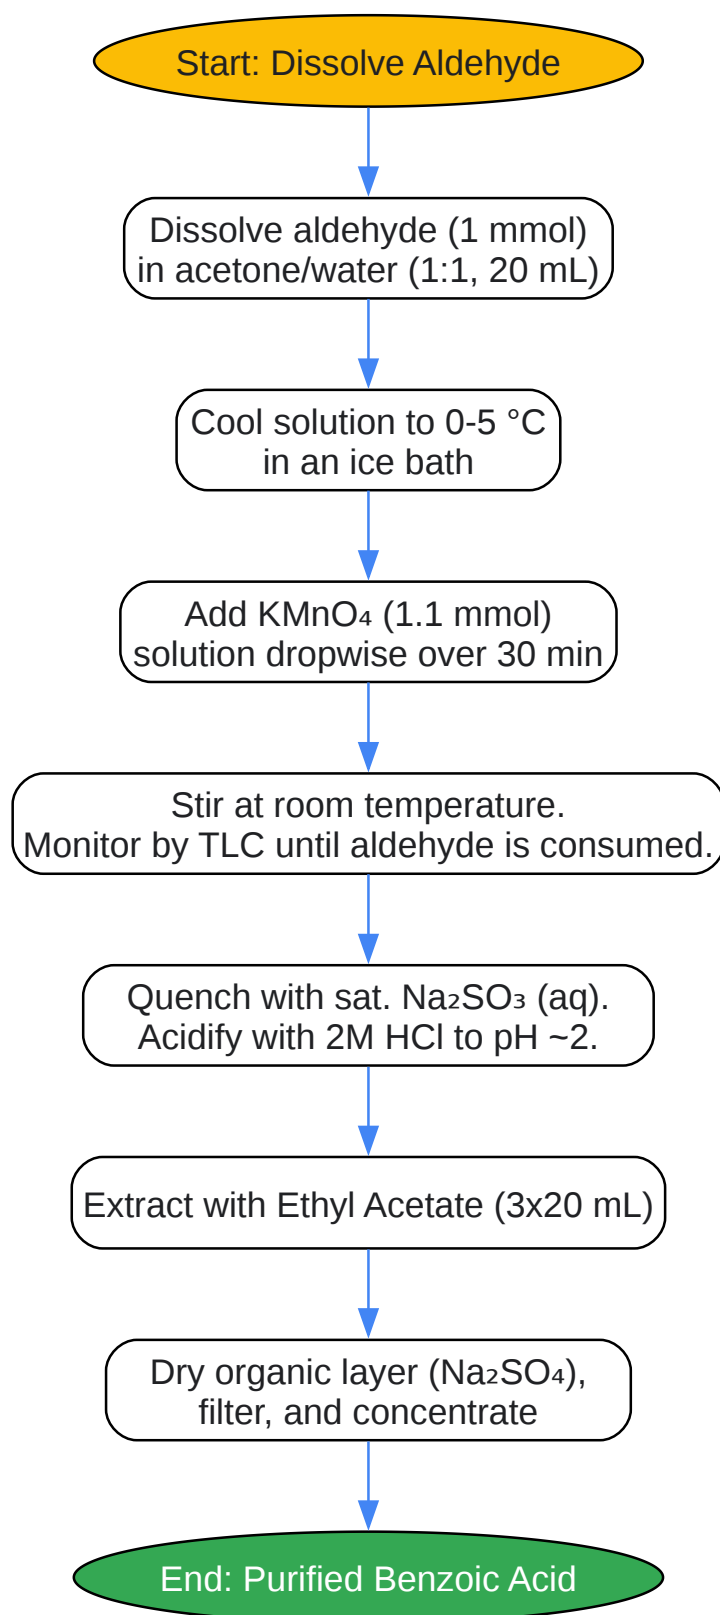 Start: Dissolve Aldehyde
Dissolve aldehyde (1 mmol)
in acetone/water (1:1, 20 mL)
Cool solution to 0-5 °C
in an ice bath
Add KMnO₄ (1.1 mmol)
solution dropwise over 30 min
Stir at room temperature.
Monitor by TLC until aldehyde is consumed.
Quench with sat. Na₂SO₃ (aq).
Acidify with 2M HCl to pH ~2.
Extract with Ethyl Acetate (3x20 mL)
Dry organic layer (Na₂SO₄),
filter, and concentrate
End: Purified Benzoic Acid